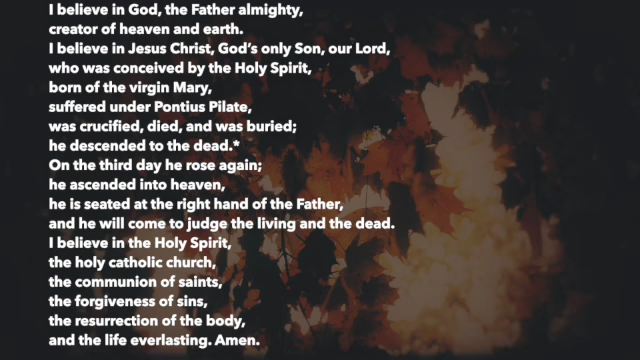 I believe in God, the Father almighty,
creator of heaven and earth.
I believe in Jesus Christ, God's only Son, our Lord,
who was conceived by the Holy Spirit,
born of the virgin Mary,
suffered under Pontius Pilate,
was crucified, died, and was buried;
he descended to the dead.*
On the third day he rose again;
he ascended into heaven,
he is seated at the right hand of the Father,
and he will come to judge the living and the dead.
I believe in the Holy Spirit,
the holy catholic church,
the communion of saints,
the forgiveness of sins,
the resurrection of the body,
and the life everlasting. Amen.